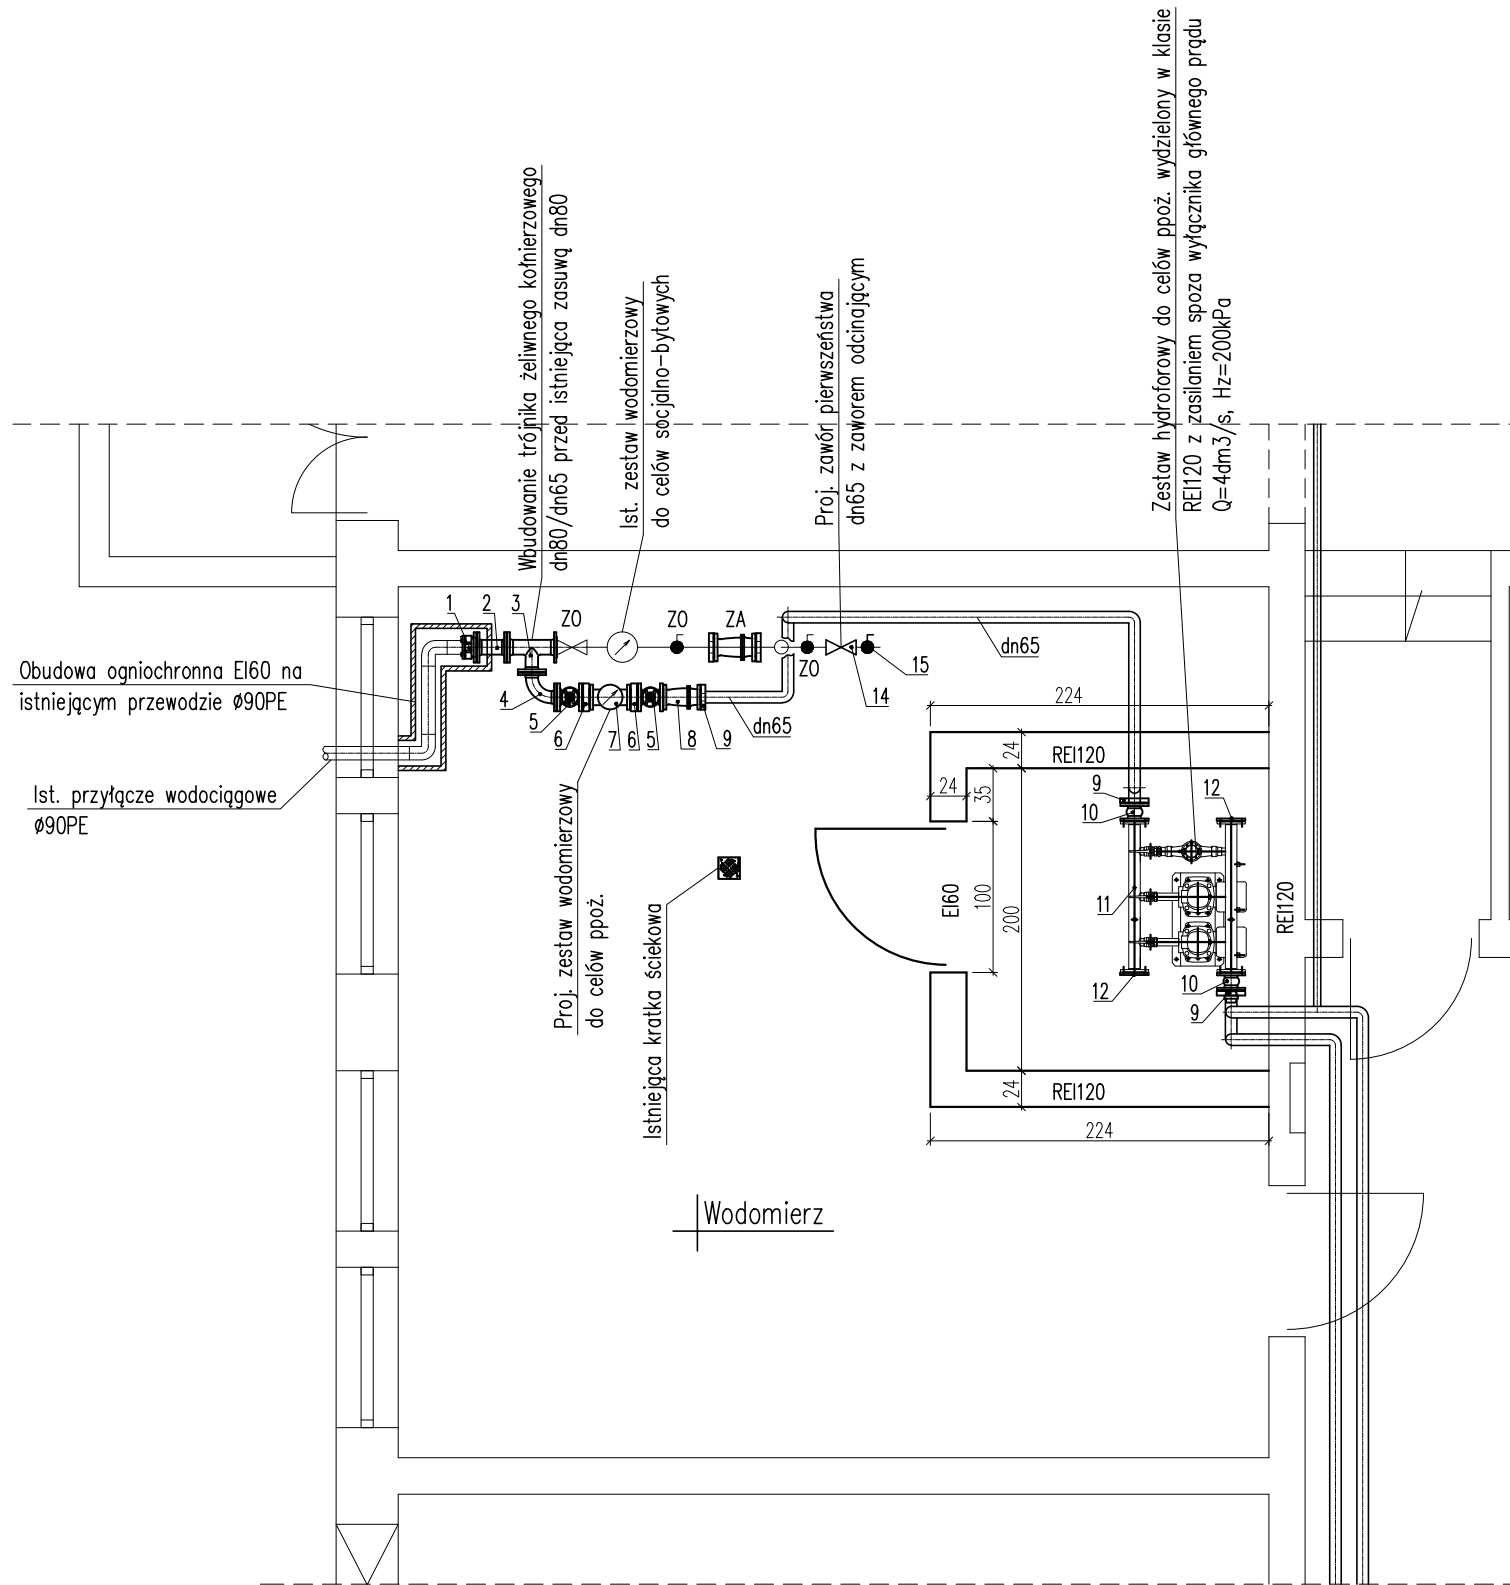 Zestaw hydroforowy do celów ppoż. wydzielony w klasie
REI120 z zasilaniem spoza wyłącznika głównego prądu
Q=4dm3/s, Hz=200kPa
Wbudowanie trójnika żeliwnego kołnierzowego
dn80/dn65 przed istniejąca zasuwą dn80
Ist. zestaw wodomierzowy
do celów socjalno-bytowych
Proj. zawór pierwszeństwa
dn65 z zaworem odcinającym
1
2
3
ZO
ZO
ZA
ZO
14
15
dn65
Obudowa ogniochronna EI60 na
istniejącym przewodzie Ø90PE
4
5
6
7
6
5
8
9
dn65
Ist. przyłącze wodociągowe
Ø90PE
224
24
REI120
24
35
9
10
12
Proj. zestaw wodomierzowy
do celów ppoż.
Istniejąca kratka ściekowa
EI60
100
200
11
REI120
12
10
9
24
REI120
224
Wodomierz